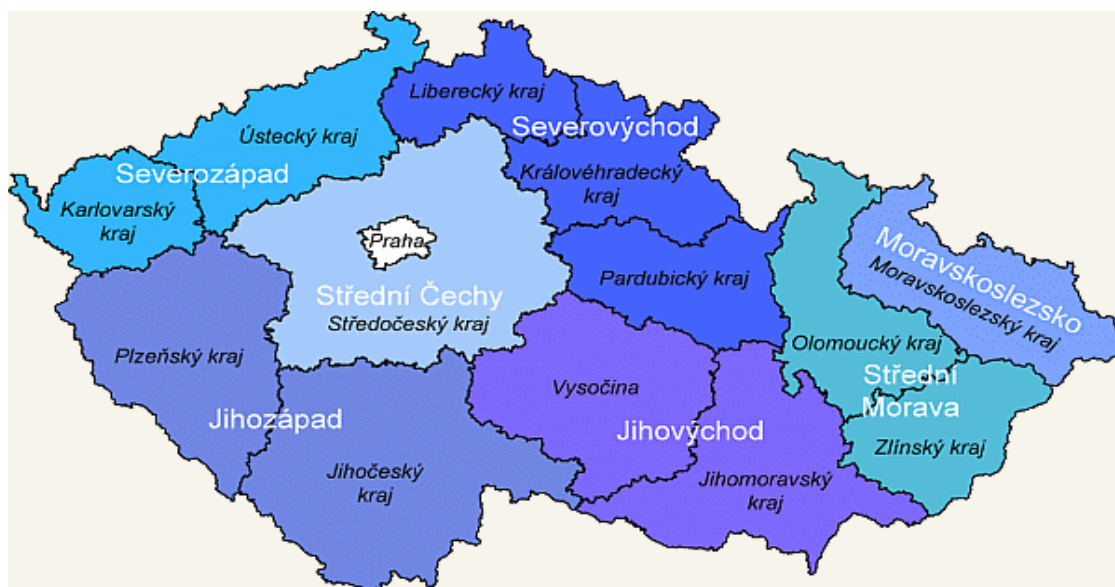 Liberecký kraj
Severovýchod
Ústecký kraj
Severozápad
Královéhradecký
kraj
Karlovarský
kraj
Praha
Moravskoslezsko
Moravskoslezský kraj
Pardubický kraj
Střední Čechy
Středočeský kraj
Plzeňský kraj
Olomoucký kraj
Střední
Morava
Vysočina
Jihozápad
Jihovýchod
Zlínský kraj
Jihočeský
kraj
Jihomoravský
kraj